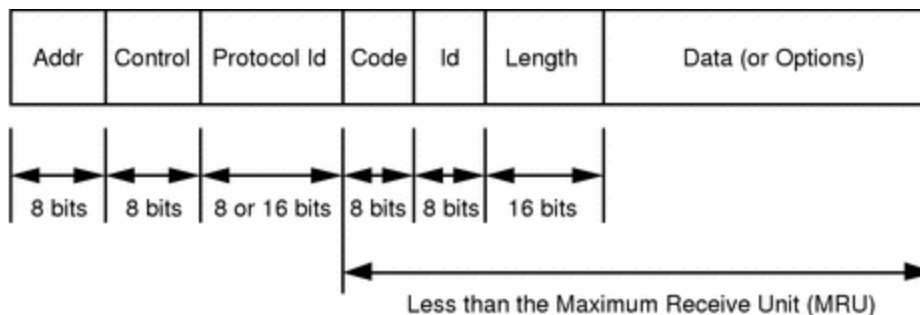 Addr Control Protocol Id Code Id Length Data (or Options)
8 bits 8 bits 8 or 16 bits 8 bits 8 bits 16 bits
Less than the Maximum Receive Unit (MRU)